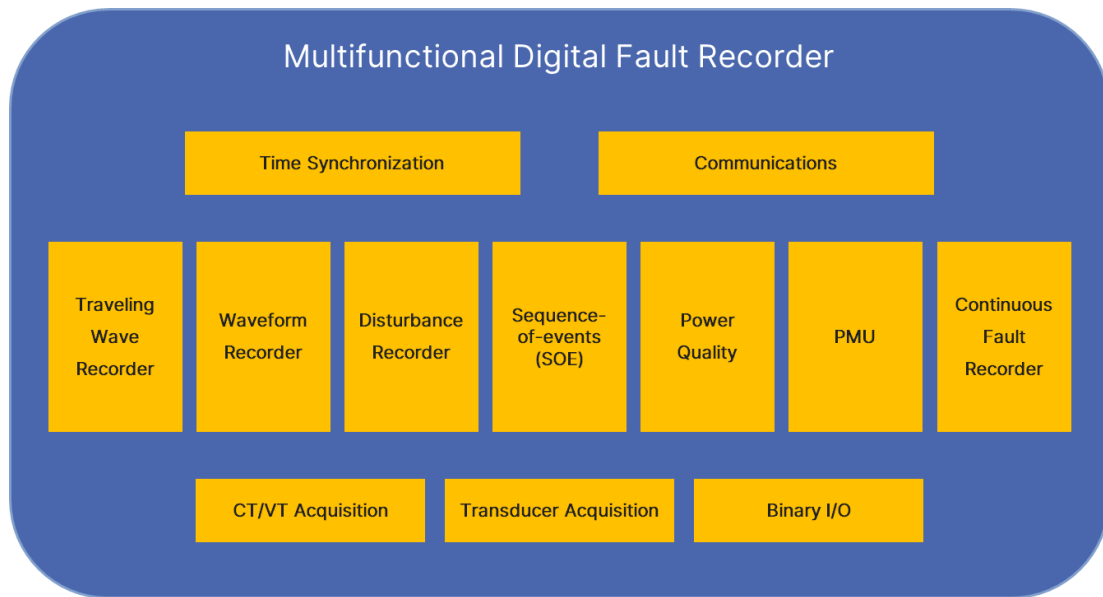 Multifunctional Digital Fault Recorder
Time Synchronization
Communications
Traveling
Wave
Recorder
Waveform
Recorder
Disturbance
Recorder
Sequence-
of-events
(SOE)
Power
Quality
PMU
Continuous
Fault
Recorder
CT/VT Acquisition
Transducer Acquisition
Binary I/O